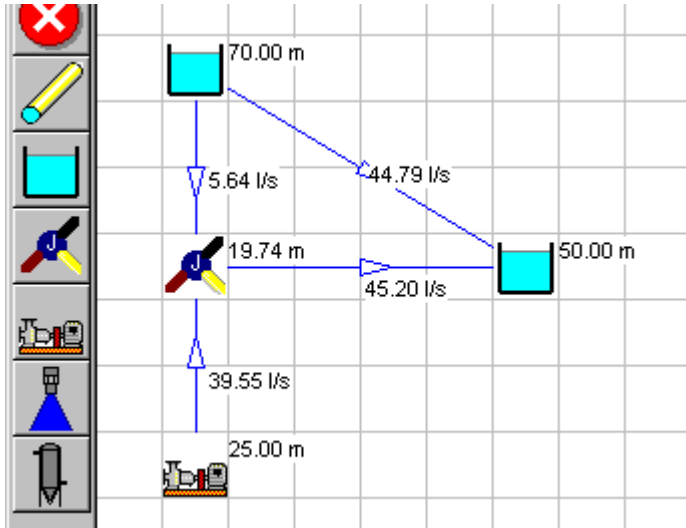 70.00 m
5.64 l/s
44.79 l/s
J
J
19.74 m
50.00 m
45.20 l/s
39.55 l/s
25.00 m